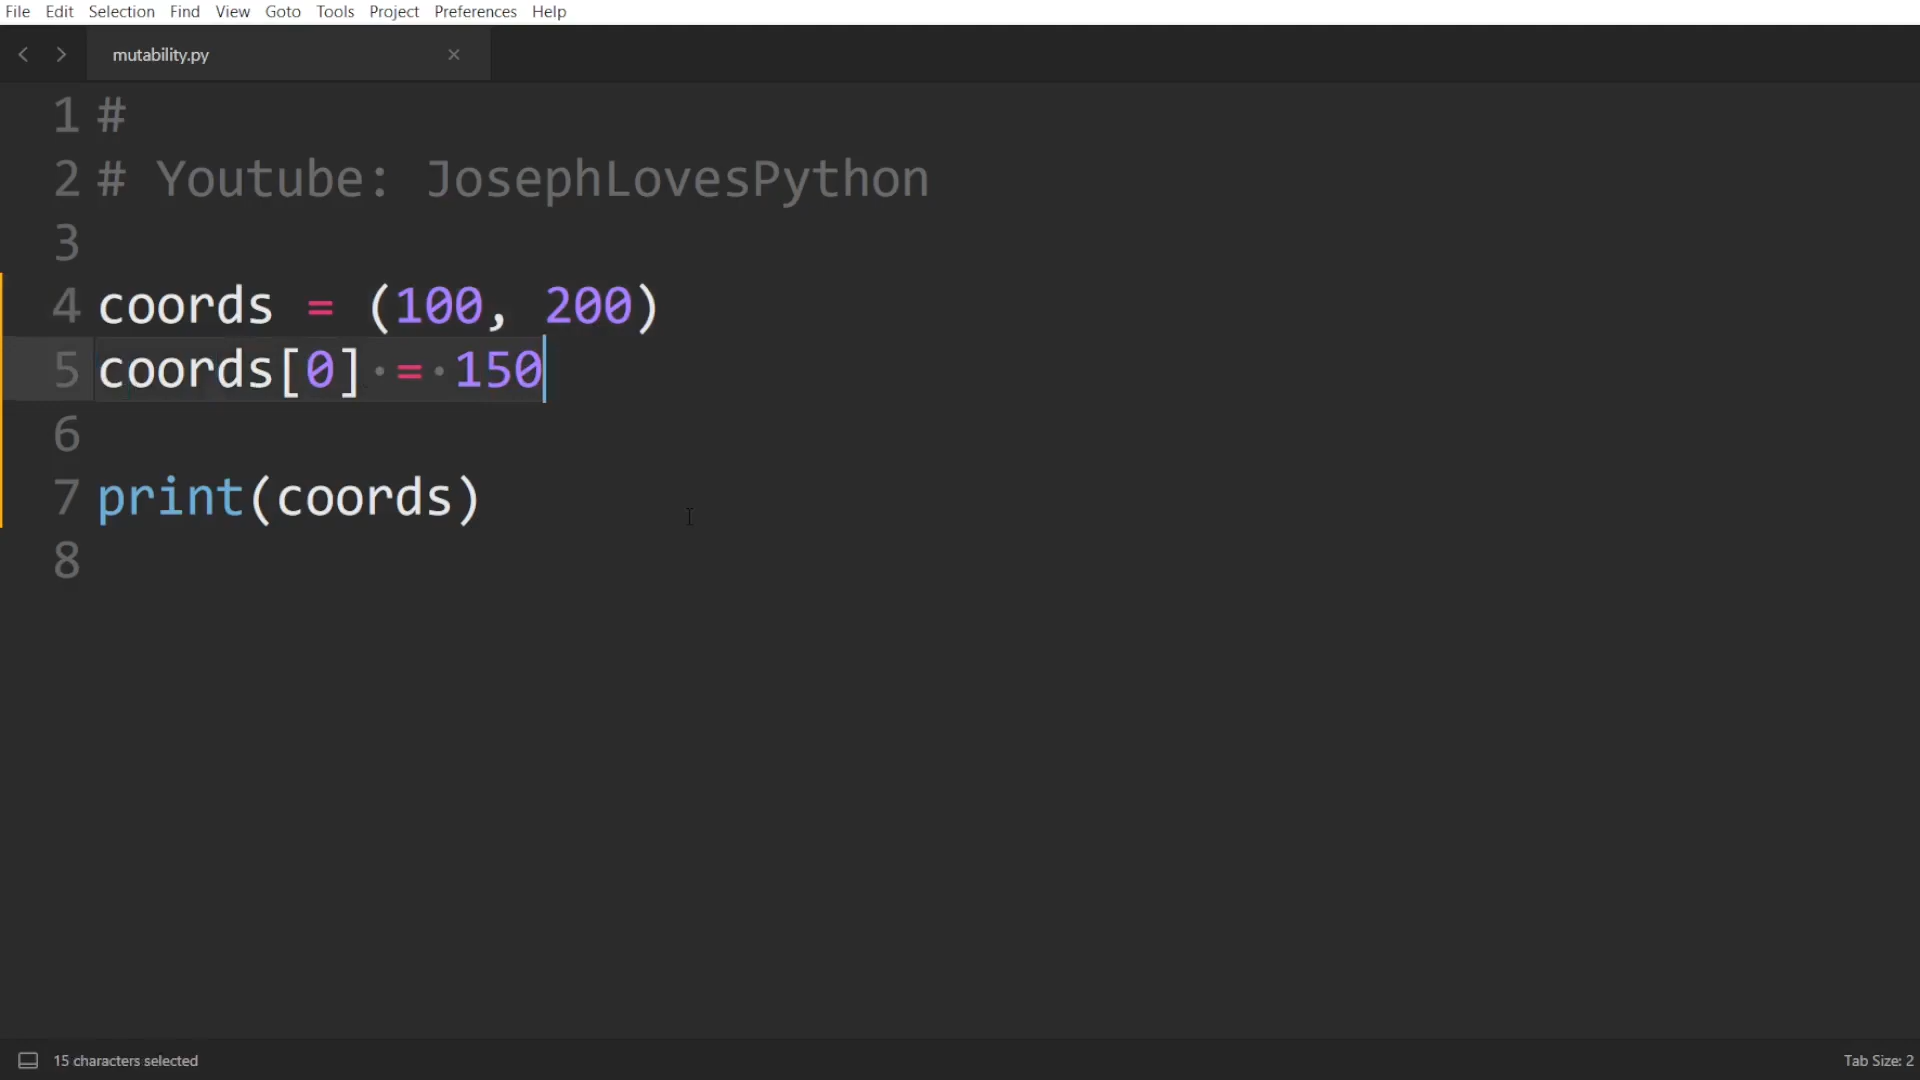 File Edit Selection Find View Goto Tools Project Preferences Help
mutability.py
1 #
2 # Youtube: JosephLovesPython
3
4 coords = (100, 200)
5 coords[0] = 150
6
7 print(coords)
8
15 characters selected
Tab Size: 2